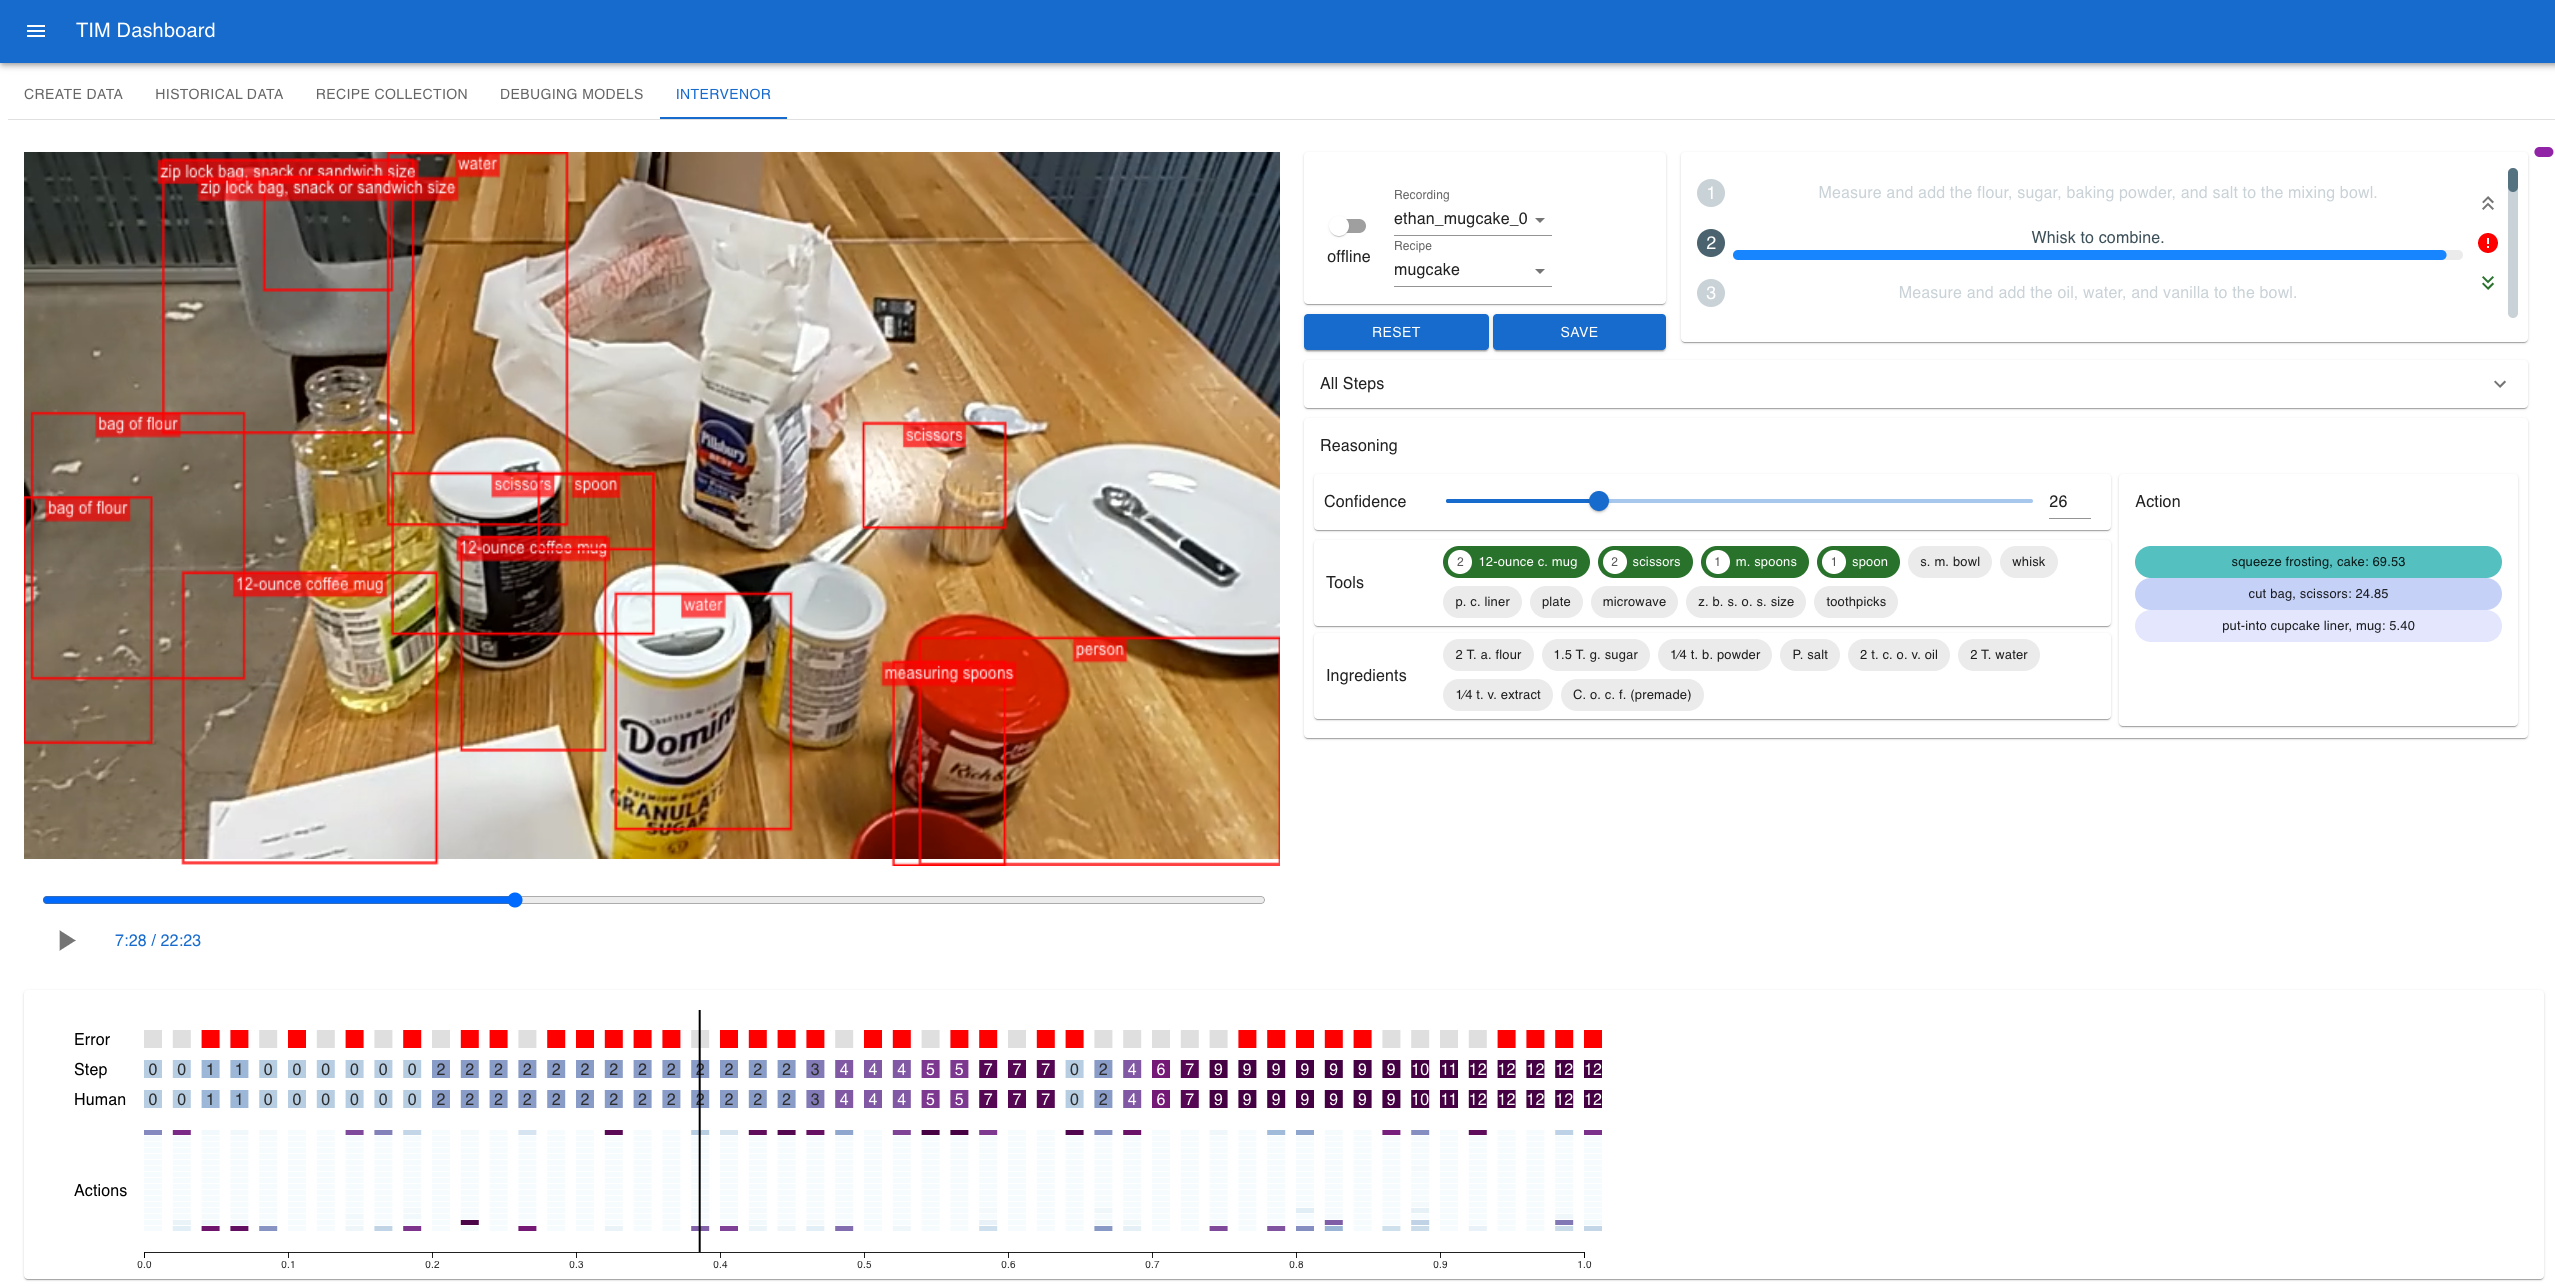 TIM Dashboard
CREATE DATA HISTORICAL DATA RECIPE COLLECTION DEBUGING MODELS INTERVENOR
zip lock bag, snack or sandwich size
zip lock bag, snack or sandwich size
water
bag of flour
scissors
scissors
spoon
bag of flour
12-ounce coffee mug
12-ounce coffee mug
water
person
measuring spoons
Pillsbury
BEST
Domino
PREMIUM PURE
GRANULATED
SUGAR
Rich &
7:28 / 22:23
offline
Recording
ethan_mugcake_0
Recipe
mugcake
RESET
SAVE
1 Measure and add the flour, sugar, baking powder, and salt to the mixing bowl.
2 Whisk to combine.
3 Measure and add the oil, water, and vanilla to the bowl.
All Steps
Reasoning
Confidence 26
Tools
2 12-ounce c. mug 2 scissors 1 m. spoons 1 spoon s. m. bowl whisk
p. c. liner plate microwave z. b. s. o. s. size toothpicks
Ingredients
2 T. a. flour 1.5 T. g. sugar 1⁄4 t. b. powder P. salt 2 t. c. o. v. oil 2 T. water
1⁄4 t. v. extract C. o. c. f. (premade)
Action
squeeze frosting, cake: 69.53
cut bag, scissors: 24.85
put-into cupcake liner, mug: 5.40
Error
Step 0 0 1 1 0 0 0 0 0 0 2 2 2 2 2 2 2 2 2 2 2 2 2 3 4 4 4 5 5 7 7 7 0 2 4 6 7 9 9 9 9 9 9 9 10 11 12 12 12 12 12
Human 0 0 1 1 0 0 0 0 0 0 2 2 2 2 2 2 2 2 2 2 2 2 2 3 4 4 4 5 5 7 7 7 0 2 4 6 7 9 9 9 9 9 9 9 10 11 12 12 12 12 12
Actions
0.0 0.1 0.2 0.3 0.4 0.5 0.6 0.7 0.8 0.9 1.0